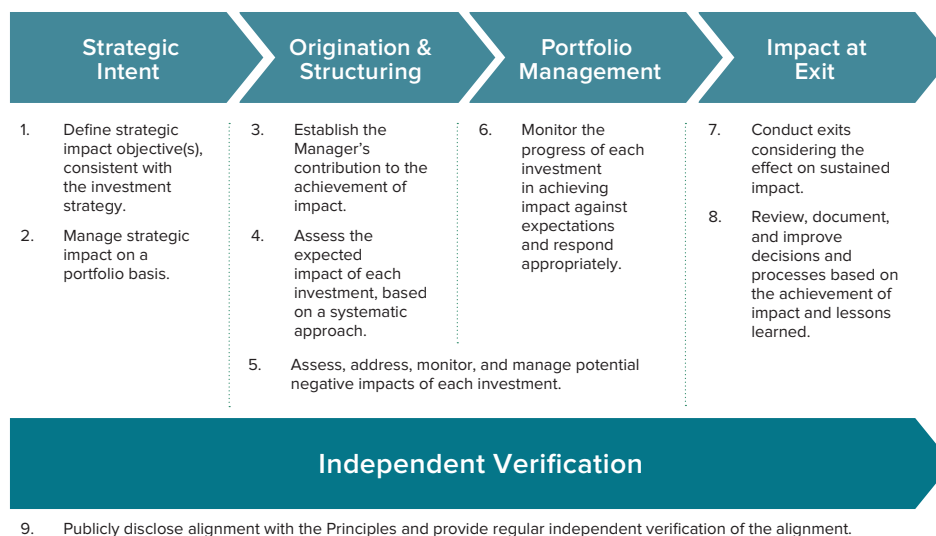 Strategic
Intent
Origination &
Structuring
Portfolio
Management
Impact at
Exit
1. Define strategic
impact objective(s),
consistent with
the investment
strategy.
2. Manage strategic
impact on a
portfolio basis.
3. Establish the
Manager’s
contribution to the
achievement of
impact.
4. Assess the
expected
impact of each
investment, based
on a systematic
approach.
5. Assess, address, monitor, and manage potential
negative impacts of each investment.
6. Monitor the
progress of each
investment
in achieving
impact against
expectations
and respond
appropriately.
7. Conduct exits
considering the
effect on sustained
impact.
8. Review, document,
and improve
decisions and
processes based on
the achievement of
impact and lessons
learned.
Independent Verification
9. Publicly disclose alignment with the Principles and provide regular independent verification of the alignment.